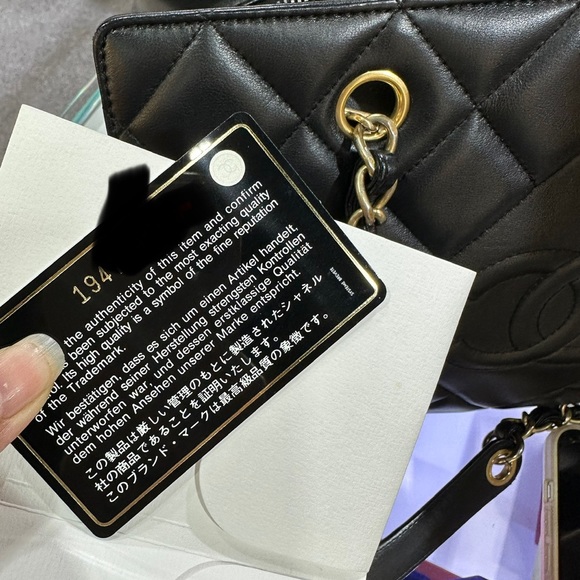 194
the authenticity of this item and confirm
been subjected to the most exacting quality
its high quality is a symbol of the fine reputation
of the Trademark.
Wir bestätigen, dass es sich um einen Artikel handelt,
der während seiner Herstellung strengsten Kontrollen
unterworfen war und dessen erstklassige Qualität
dem hohen Ansehen unserer Marke entspricht.
この製品は厳しい管理のもとに製造されたシャネル
社の商品であることを証明いたします。
このブランド・マークは最高級品質の象徴です。